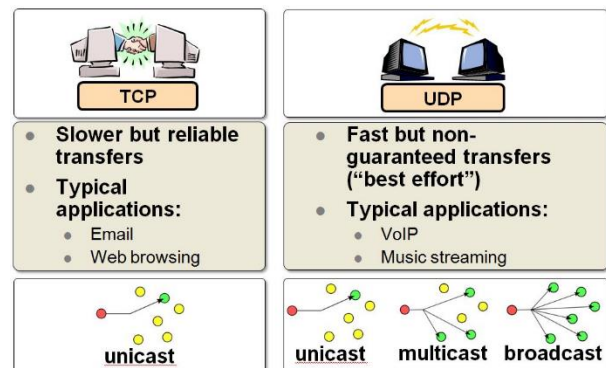 TCP
Slower but reliable
transfers
Typical
applications:
Email
Web browsing
unicast
UDP
Fast but non-
guaranteed transfers
(“best effort”)
Typical applications:
VoIP
Music streaming
unicast
multicast
broadcast